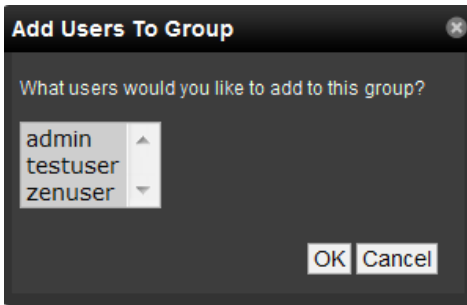 Add Users To Group
What users would you like to add to this group?
admin
testuser
zenuser
OK Cancel